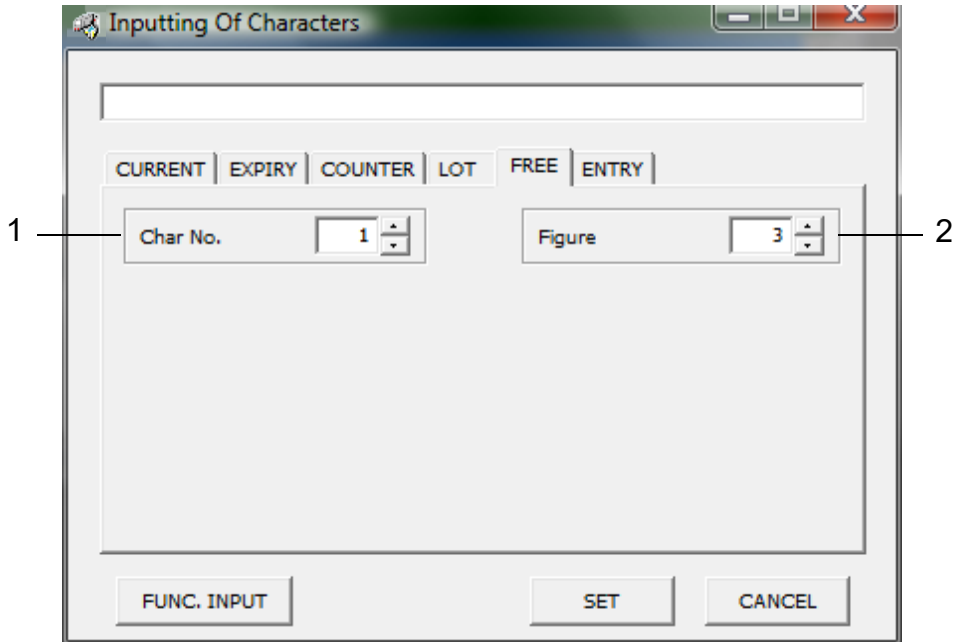 Inputting Of Characters
CURRENT EXPIRY COUNTER LOT FREE ENTRY
1 Char No. 1 Figure 3 2
FUNC. INPUT SET CANCEL